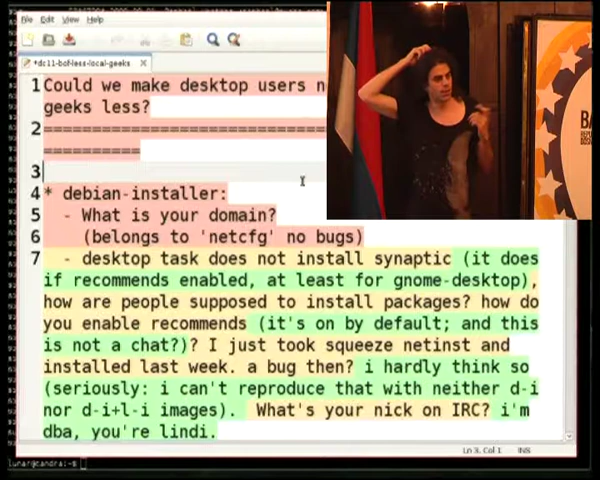 File Edit View Help
*dc11-bof-less-local-geeks
1 Could we make desktop users n
geeks less?
2 =============================
==========
3
4 * debian-installer:
5 - What is your domain?
6 (belongs to 'netcfg' no bugs)
7 - desktop task does not install synaptic (it does
if recommends enabled, at least for gnome-desktop),
how are people supposed to install packages? how do
you enable recommends (it's on by default; and this
is not a chat?)? I just took squeeze netinst and
installed last week. a bug then? i hardly think so
(seriously: i can't reproduce that with neither d-i
nor d-i+l-i images). What's your nick on IRC? i'm
dba, you're lindi.
Ln 3, Col 1 INS
lunar@candra:~$
BA